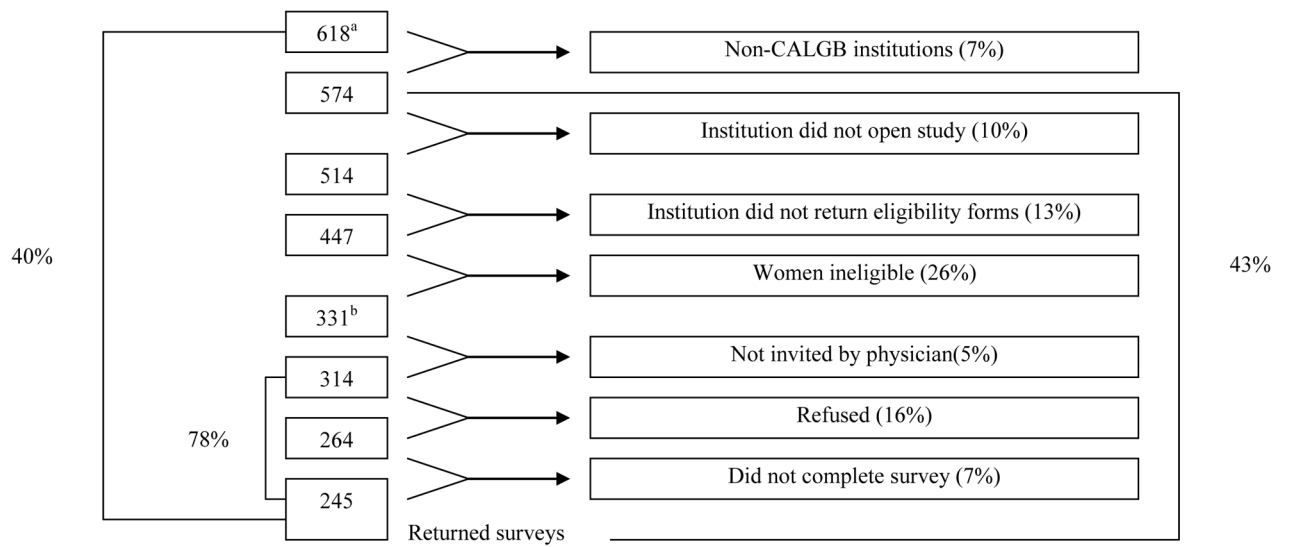 618a
Non-CALGB institutions (7%)
574
Institution did not open study (10%)
514
Institution did not return eligibility forms (13%)
447
40%
43%
Women ineligible (26%)
331b
Not invited by physician(5%)
314
Refused (16%)
78%
264
Did not complete survey (7%)
245
Returned surveys